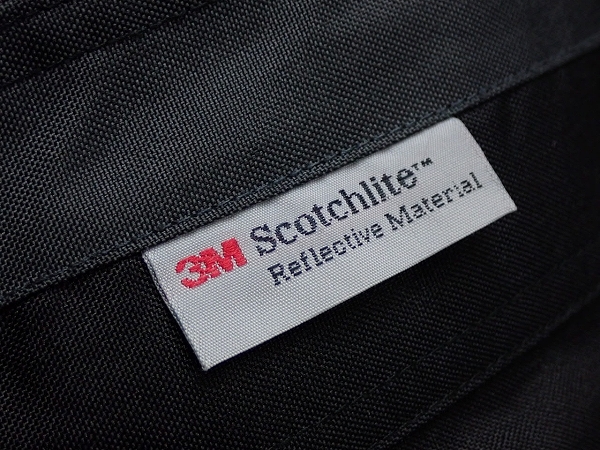 3M Scotchlite™
Reflective Material